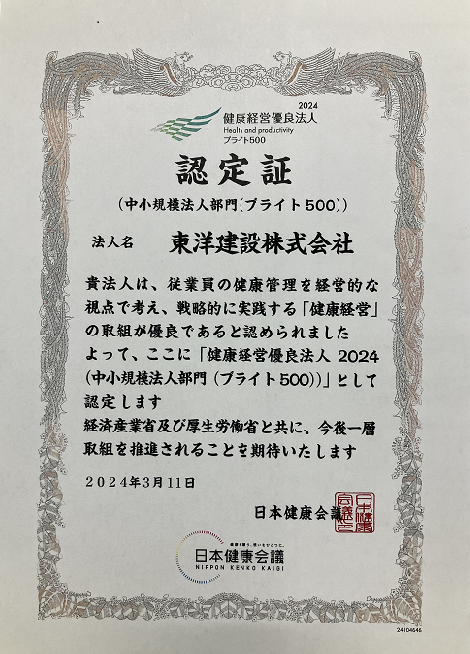 2024
健康経営優良法人
Health and productivity
ブライト500
認定証
(中小規模法人部門(ブライト500))
法人名 東洋建設株式会社
貴法人は、従業員の健康管理を経営的な
視点で考え、戦略的に実践する「健康経営」
の取組が優良であると認められました
よって、ここに「健康経営優良法人 2024
(中小規模法人部門(ブライト500))」として
認定します
経済産業省及び厚生労働省と共に、今後一層
取組を推進されることを期待いたします
2024年3月11日
日本健康会議
日本健康会議
NIPPON KENKO KAIGI
24104646